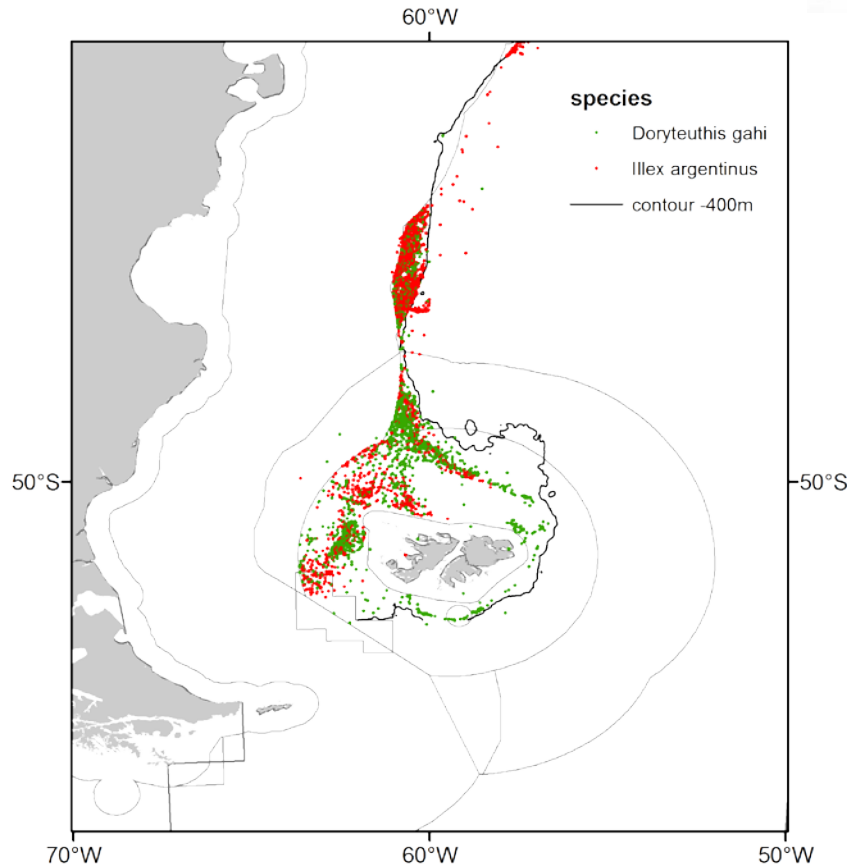 60°W
species
Doryteuthis gahi
Illex argentinus
contour -400m
50°S
50°S
70°W
60°W
50°W